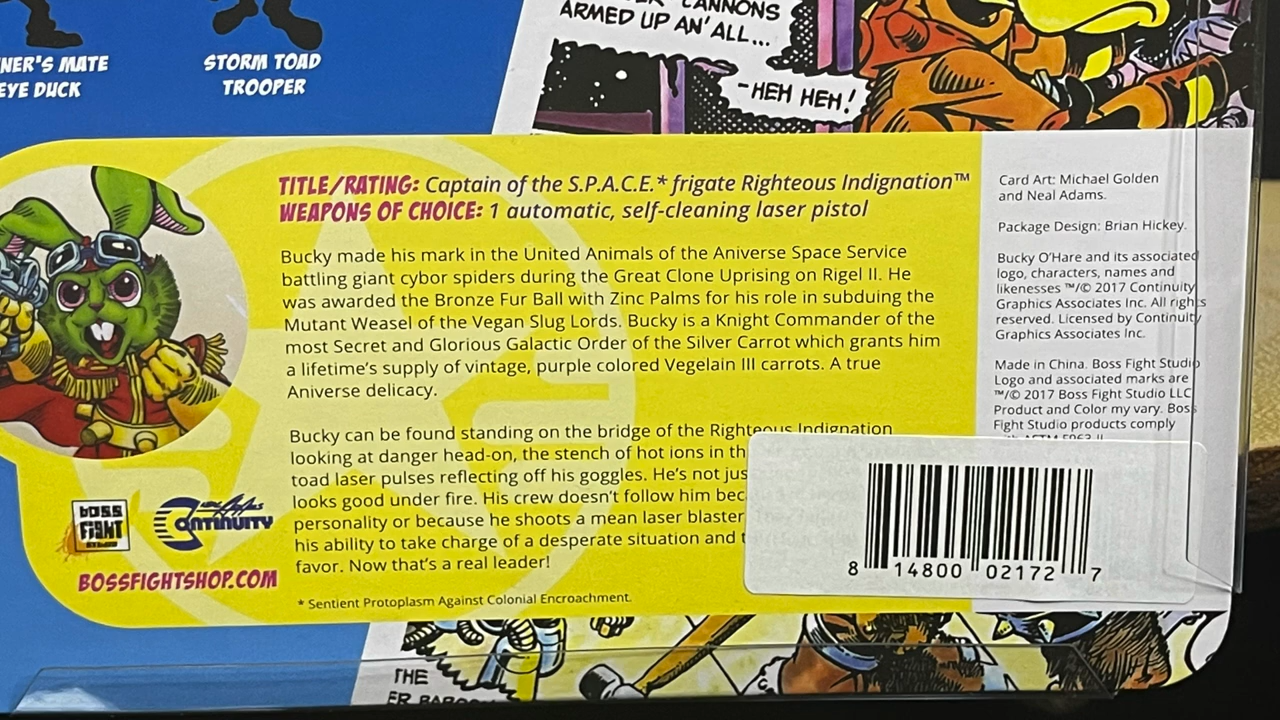 CANNONS
ARMED UP AN' ALL...
-HEH HEH!
NER'S MATE
EYE DUCK
STORM TOAD
TROOPER
TITLE/RATING: Captain of the S.P.A.C.E.* frigate Righteous Indignation™
WEAPONS OF CHOICE: 1 automatic, self-cleaning laser pistol
Bucky made his mark in the United Animals of the Aniverse Space Service
battling giant cybor spiders during the Great Clone Uprising on Rigel II. He
was awarded the Bronze Fur Ball with Zinc Palms for his role in subduing the
Mutant Weasel of the Vegan Slug Lords. Bucky is a Knight Commander of the
most Secret and Glorious Galactic Order of the Silver Carrot which grants him
a lifetime's supply of vintage, purple colored Vegelain III carrots. A true
Aniverse delicacy.
Bucky can be found standing on the bridge of the Righteous Indignation
looking at danger head-on, the stench of hot ions in th
toad laser pulses reflecting off his goggles. He's not jus
looks good under fire. His crew doesn't follow him bec
personality or because he shoots a mean laser blaster
his ability to take charge of a desperate situation and t
favor. Now that's a real leader!
* Sentient Protoplasm Against Colonial Encroachment.
BOSS
FIGHT
STUDIO
CONTINUITY
BOSSFIGHTSHOP.COM
Card Art: Michael Golden
and Neal Adams.
Package Design: Brian Hickey.
Bucky O'Hare and its associated
logo, characters, names and
likenesses ™/© 2017 Continuity
Graphics Associates Inc. All rights
reserved. Licensed by Continuity
Graphics Associates Inc.
Made in China. Boss Fight Studio
Logo and associated marks are
™/© 2017 Boss Fight Studio LLC
Product and Color my vary. Boss
Fight Studio products comply
8 14800 02172 7
THE